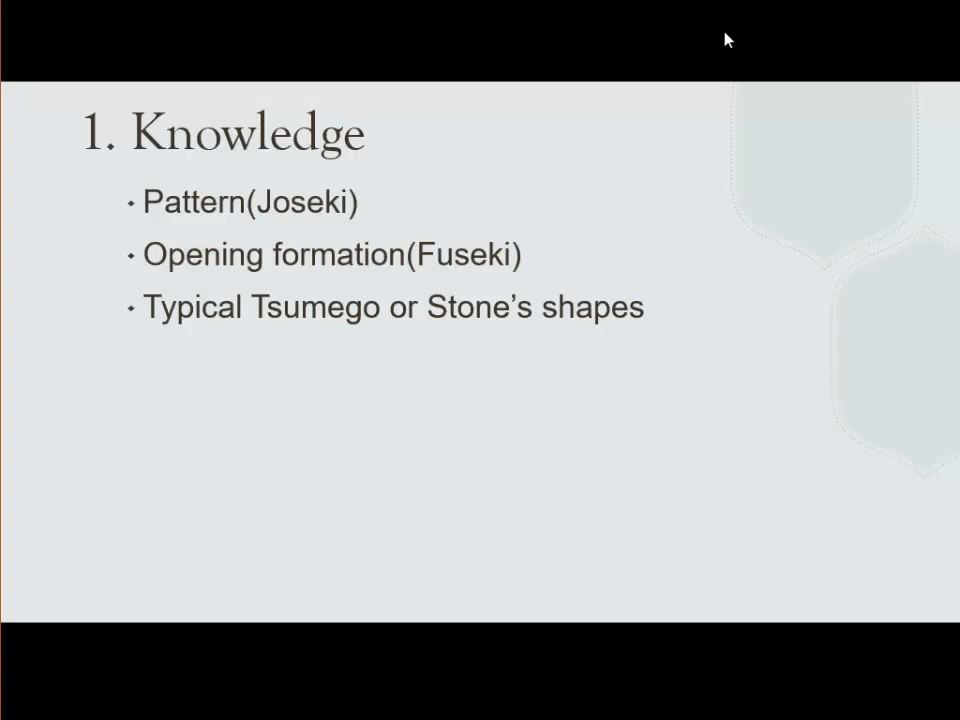 1. Knowledge
Pattern(Joseki)
Opening formation(Fuseki)
Typical Tsumego or Stone’s shapes